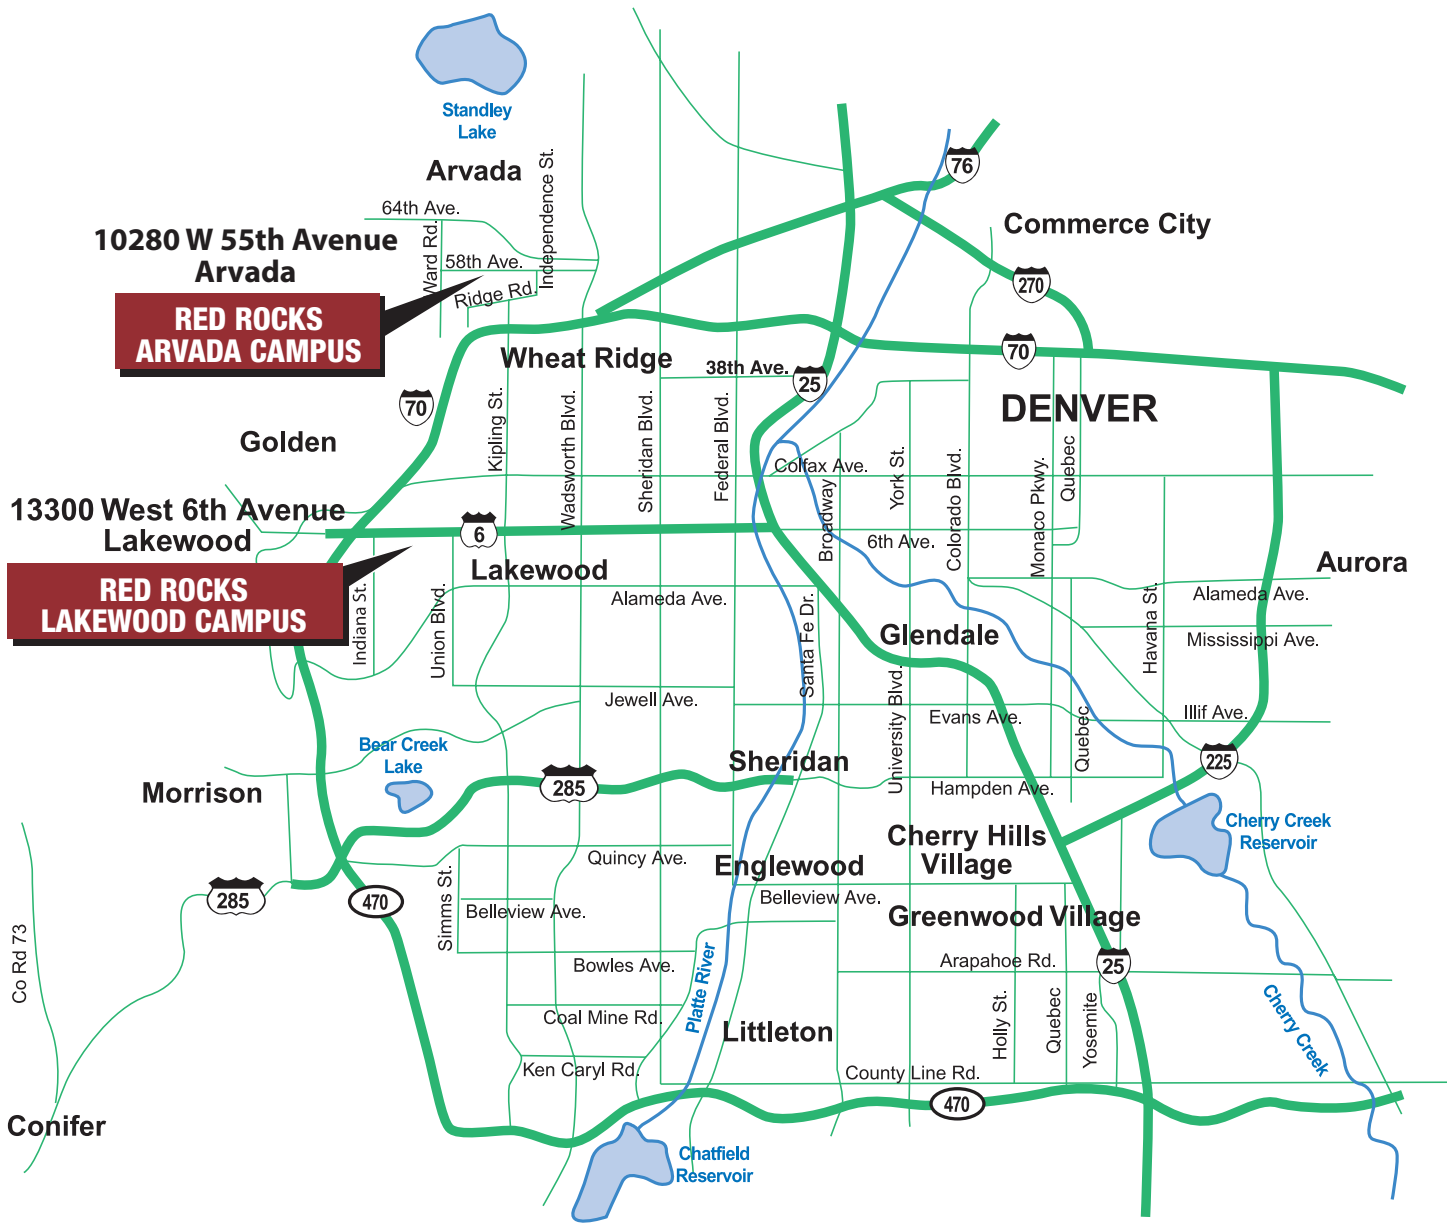 Standley
Lake
Arvada
64th Ave.
Ward Rd.
Independence St.
58th Ave.
Ridge Rd.
10280 W 55th Avenue
Arvada
RED ROCKS
ARVADA CAMPUS
76
Commerce City
270
70
Wheat Ridge
38th Ave.
25
70
DENVER
Golden
Kipling St.
Wadsworth Blvd.
Sheridan Blvd.
Federal Blvd.
Colfax Ave.
Broadway
York St.
Colorado Blvd.
Monaco Pkwy.
Quebec
13300 West 6th Avenue
Lakewood
6
6th Ave.
RED ROCKS
LAKEWOOD CAMPUS
Lakewood
Aurora
Indiana St.
Union Blvd.
Alameda Ave.
Santa Fe Dr.
Glendale
Havana St.
Alameda Ave.
Mississippi Ave.
Jewell Ave.
University Blvd.
Evans Ave.
Quebec
Illif Ave.
Bear Creek
Lake
Sheridan
225
Morrison
285
Hampden Ave.
Cherry Hills
Village
Cherry Creek
Reservoir
Quincy Ave.
Englewood
285
470
Simms St.
Belleview Ave.
Belleview Ave.
Greenwood Village
Co Rd 73
Bowles Ave.
Platte River
Arapahoe Rd.
25
Coal Mine Rd.
Littleton
Holly St.
Quebec
Yosemite
Cherry Creek
Ken Caryl Rd.
County Line Rd.
470
Conifer
Chatfield
Reservoir